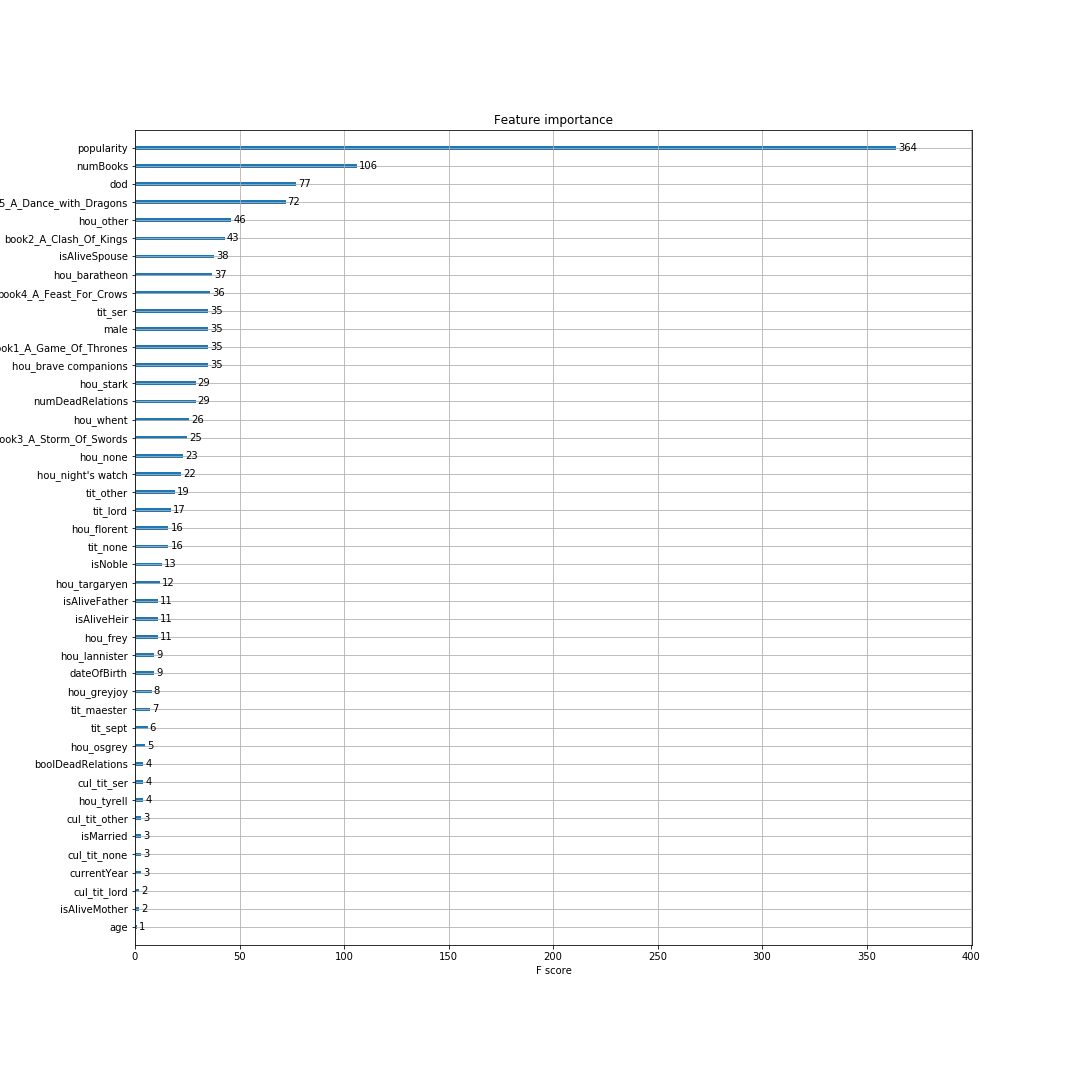 Feature importance
popularity 364
numBooks 106
dod 77
5_A_Dance_with_Dragons 72
hou_other 46
book2_A_Clash_Of_Kings 43
isAliveSpouse 38
hou_baratheon 37
book4_A_Feast_For_Crows 36
tit_ser 35
male 35
ok1_A_Game_Of_Thrones 35
hou_brave companions 35
hou_stark 29
numDeadRelations 29
hou_whent 26
ook3_A_Storm_Of_Swords 25
hou_none 23
hou_night's watch 22
tit_other 19
tit_lord 17
hou_florent 16
tit_none 16
isNoble 13
hou_targaryen 12
isAliveFather 11
isAliveHeir 11
hou_frey 11
hou_lannister 9
dateOfBirth 9
hou_greyjoy 8
tit_maester 7
tit_sept 6
hou_osgrey 5
boolDeadRelations 4
cul_tit_ser 4
hou_tyrell 4
cul_tit_other 3
isMarried 3
cul_tit_none 3
currentYear 3
cul_tit_lord 2
isAliveMother 2
age 1
0 50 100 150 200 250 300 350 400
F score